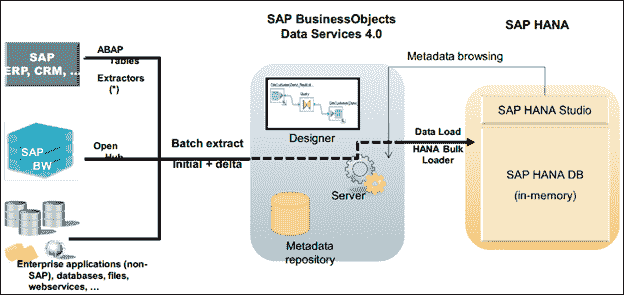 SAP BusinessObjects
Data Services 4.0
SAP HANA
SAP
ERP, CRM, ...
ABAP
Tables
Extractors
(*)
Metadata browsing
Query
Designer
SAP HANA Studio
SAP
BW
Open
Hub
Batch extract
Initial + delta
Data Load
HANA Bulk
Loader
Server
SAP HANA DB
(in-memory)
Metadata
repository
Enterprise applications (non-
SAP), databases, files,
webservices, ...